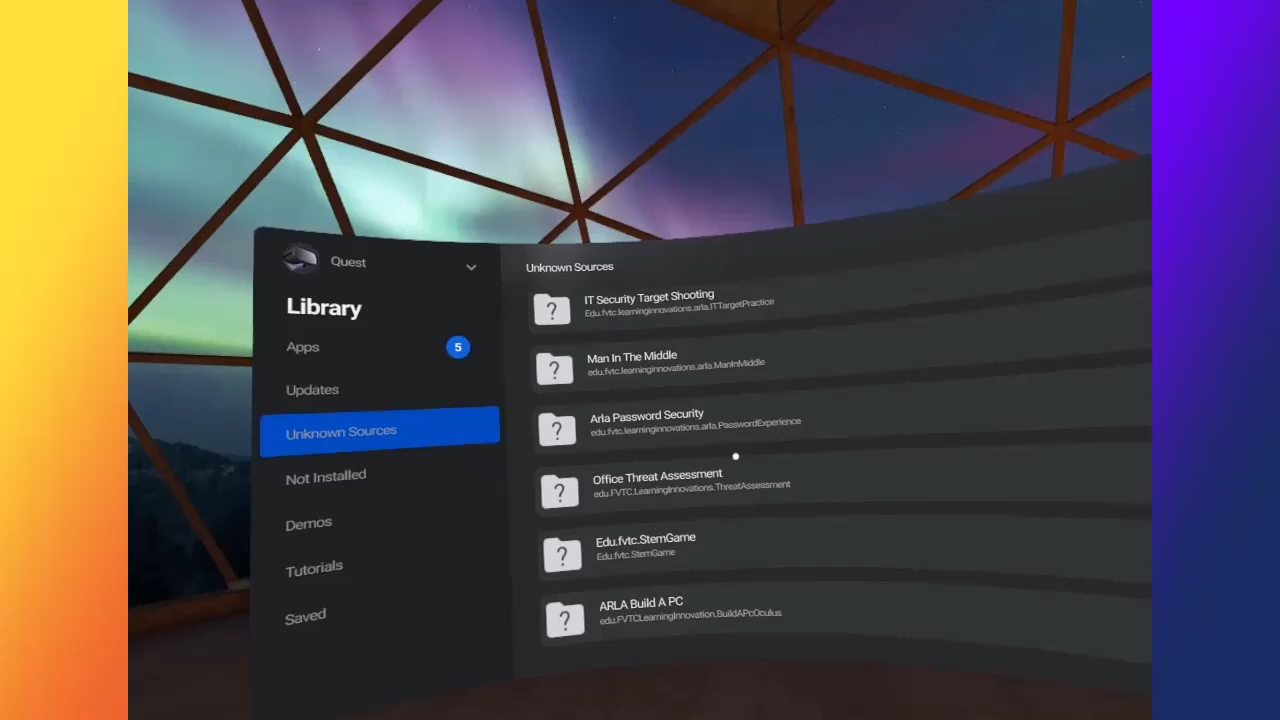 Quest
Library
Apps
5
Updates
Unknown Sources
Not Installed
Demos
Tutorials
Saved
Unknown Sources
IT Security Target Shooting
Edu.fvtc.learninginnovations.arla.ITTargetPractice
Man In The Middle
edu.fvtc.learninginnovations.arla.ManInMiddle
Arla Password Security
edu.fvtc.learninginnovations.arla.PasswordExperience
Office Threat Assessment
edu.FVTC.LearningInnovations.ThreatAssessment
Edu.fvtc.StemGame
Edu.fvtc.StemGame
ARLA Build A PC
edu.FVTCLearningInnovation.BuildAPcOculus